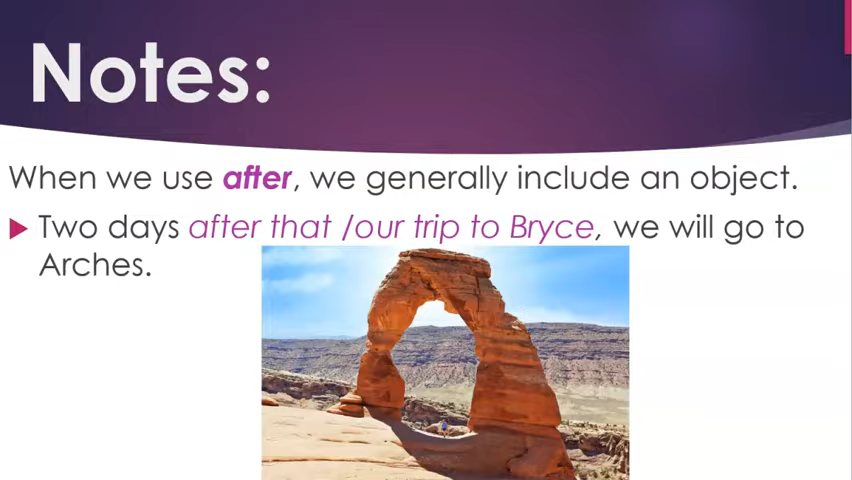 Notes:
When we use after, we generally include an object.
Two days after that /our trip to Bryce, we will go to
Arches.